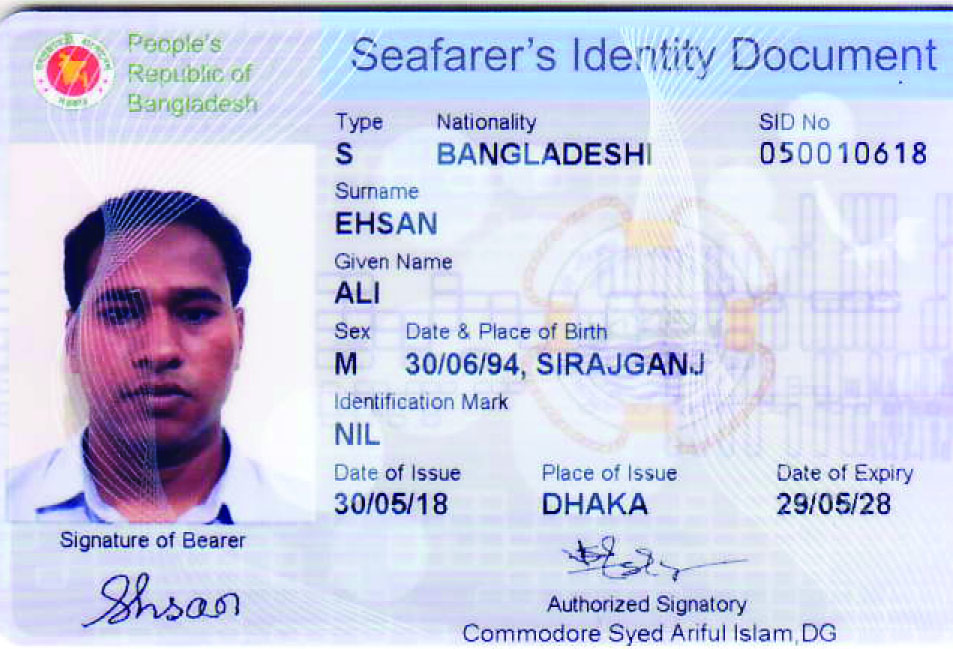 People's
Republic of
Bangladesh
Seafarer's Identity Document
Type Nationality SID No
S BANGLADESHI 050010618
Surname
EHSAN
Given Name
ALI
Sex Date & Place of Birth
M 30/06/94, SIRAJGANJ
Identification Mark
NIL
Date of Issue Place of Issue Date of Expiry
30/05/18 DHAKA 29/05/28
Signature of Bearer
Ehsan
Authorized Signatory
Commodore Syed Ariful Islam,DG